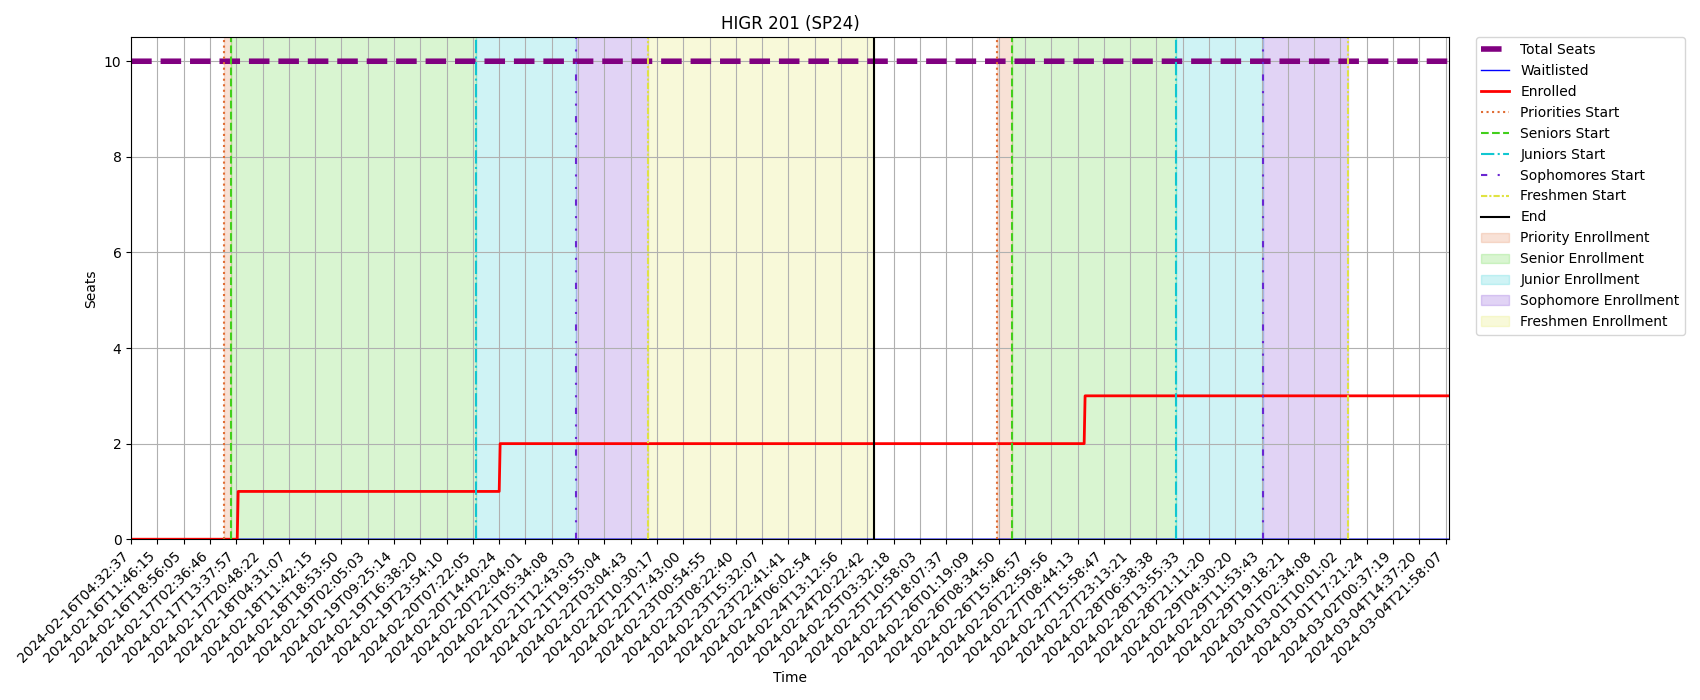 HIGR 201 (SP24)
Seats
10
8
6
4
2
0
2024-02-16T04:32:37
2024-02-16T11:46:15
2024-02-16T18:56:05
2024-02-17T02:36:46
2024-02-17T13:37:57
2024-02-17T20:48:22
2024-02-18T04:31:07
2024-02-18T11:42:15
2024-02-18T18:53:50
2024-02-19T02:05:03
2024-02-19T09:25:14
2024-02-19T16:38:20
2024-02-19T23:54:10
2024-02-20T07:22:05
2024-02-20T14:40:24
2024-02-20T22:04:01
2024-02-21T05:34:08
2024-02-21T12:43:03
2024-02-21T19:55:04
2024-02-22T03:04:43
2024-02-22T10:30:17
2024-02-22T17:43:00
2024-02-23T00:54:55
2024-02-23T08:22:40
2024-02-23T15:32:07
2024-02-23T22:41:41
2024-02-24T06:02:54
2024-02-24T13:12:56
2024-02-24T20:22:42
2024-02-25T03:32:18
2024-02-25T10:58:03
2024-02-25T18:07:37
2024-02-26T01:19:09
2024-02-26T08:34:50
2024-02-26T15:46:57
2024-02-26T22:59:56
2024-02-27T08:44:13
2024-02-27T15:58:47
2024-02-27T23:13:21
2024-02-28T06:38:38
2024-02-28T13:55:33
2024-02-28T21:11:20
2024-02-29T04:30:20
2024-02-29T11:53:43
2024-02-29T19:18:21
2024-03-01T02:34:08
2024-03-01T10:01:02
2024-03-01T17:21:24
2024-03-02T00:37:19
2024-03-04T14:37:20
2024-03-04T21:58:07
Time
Total Seats
Waitlisted
Enrolled
Priorities Start
Seniors Start
Juniors Start
Sophomores Start
Freshmen Start
End
Priority Enrollment
Senior Enrollment
Junior Enrollment
Sophomore Enrollment
Freshmen Enrollment